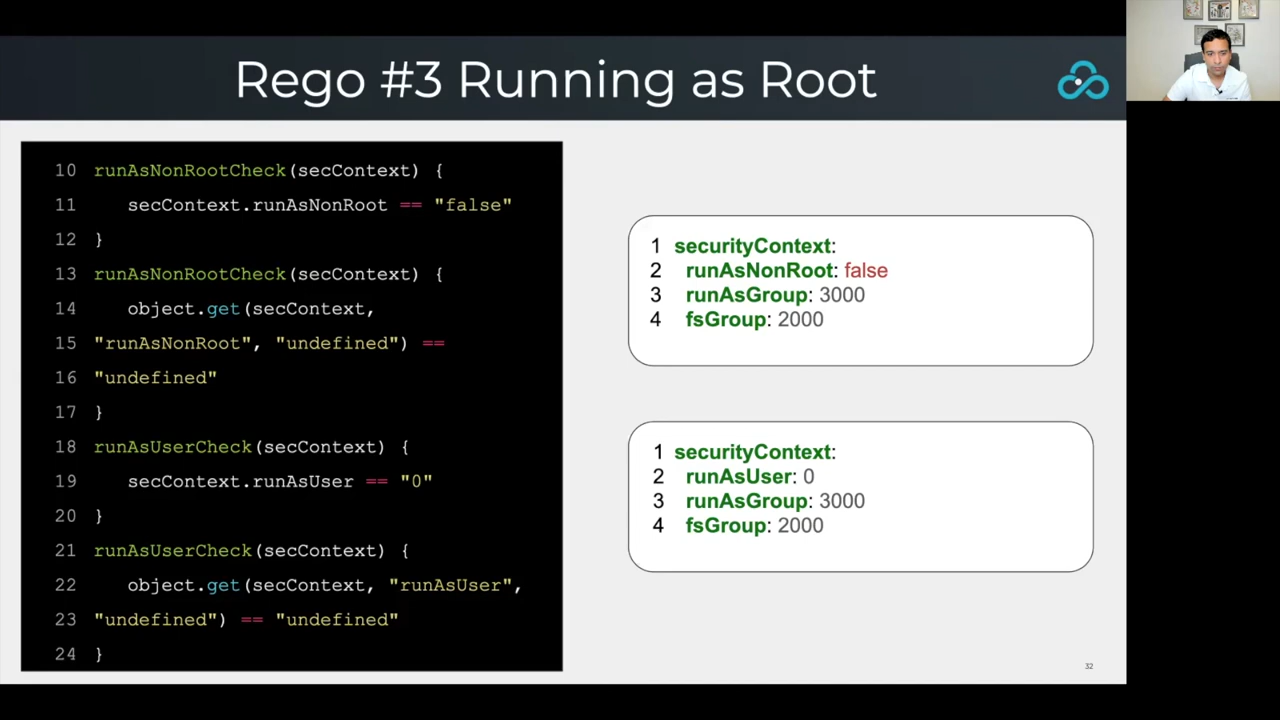 Rego #3 Running as Root
10 runAsNonRootCheck(secContext) {
11 secContext.runAsNonRoot == "false"
12 }
13 runAsNonRootCheck(secContext) {
14 object.get(secContext,
15 "runAsNonRoot", "undefined") ==
16 "undefined"
17 }
18 runAsUserCheck(secContext) {
19 secContext.runAsUser == "0"
20 }
21 runAsUserCheck(secContext) {
22 object.get(secContext, "runAsUser",
23 "undefined") == "undefined"
24 }
1 securityContext:
2 runAsNonRoot: false
3 runAsGroup: 3000
4 fsGroup: 2000
1 securityContext:
2 runAsUser: 0
3 runAsGroup: 3000
4 fsGroup: 2000
32